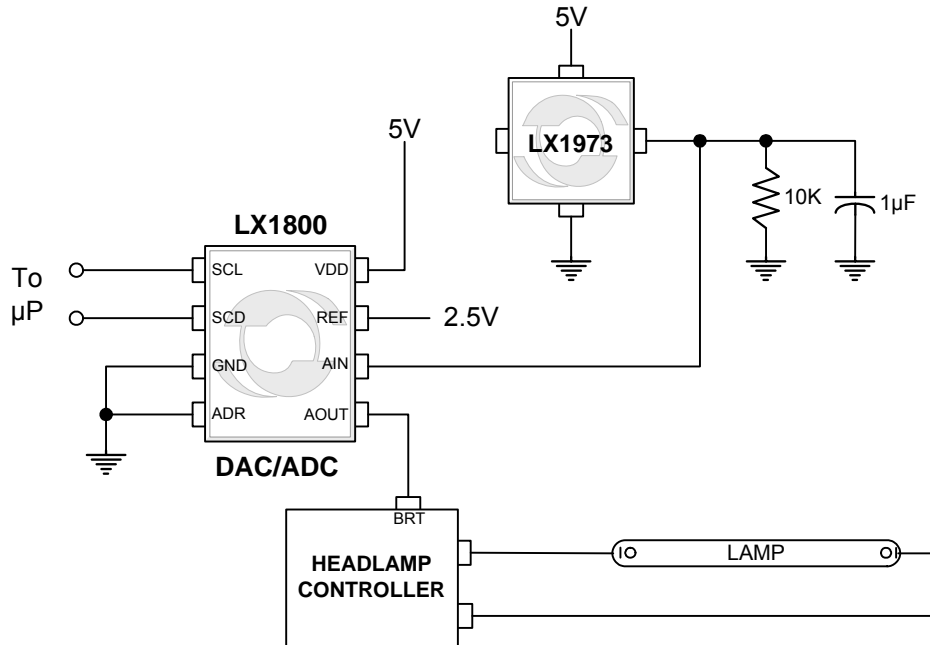 5V
LX1973
5V
10K
1µF
LX1800
To
µP
SCL
VDD
SCD
REF
2.5V
GND
AIN
ADR
AOUT
DAC/ADC
BRT
HEADLAMP
CONTROLLER
LAMP